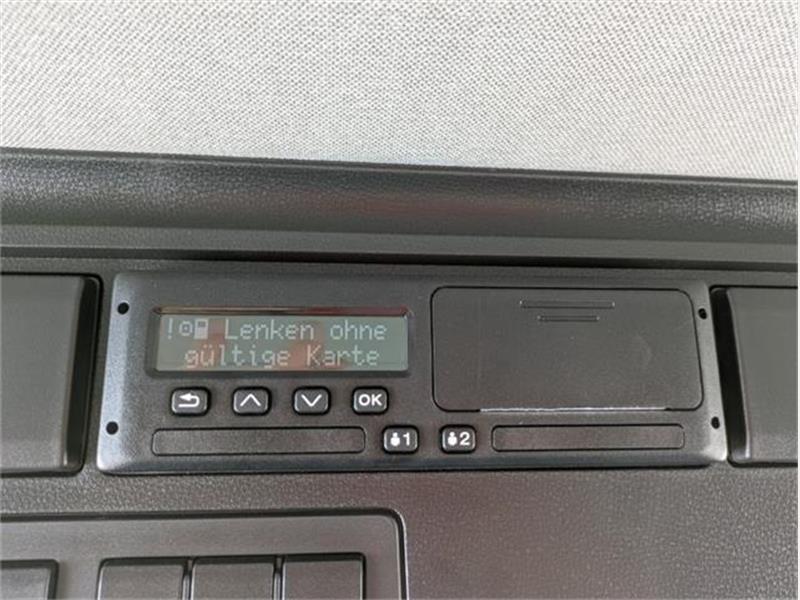 ! Lenken ohne
gültige Karte
OK
1 2